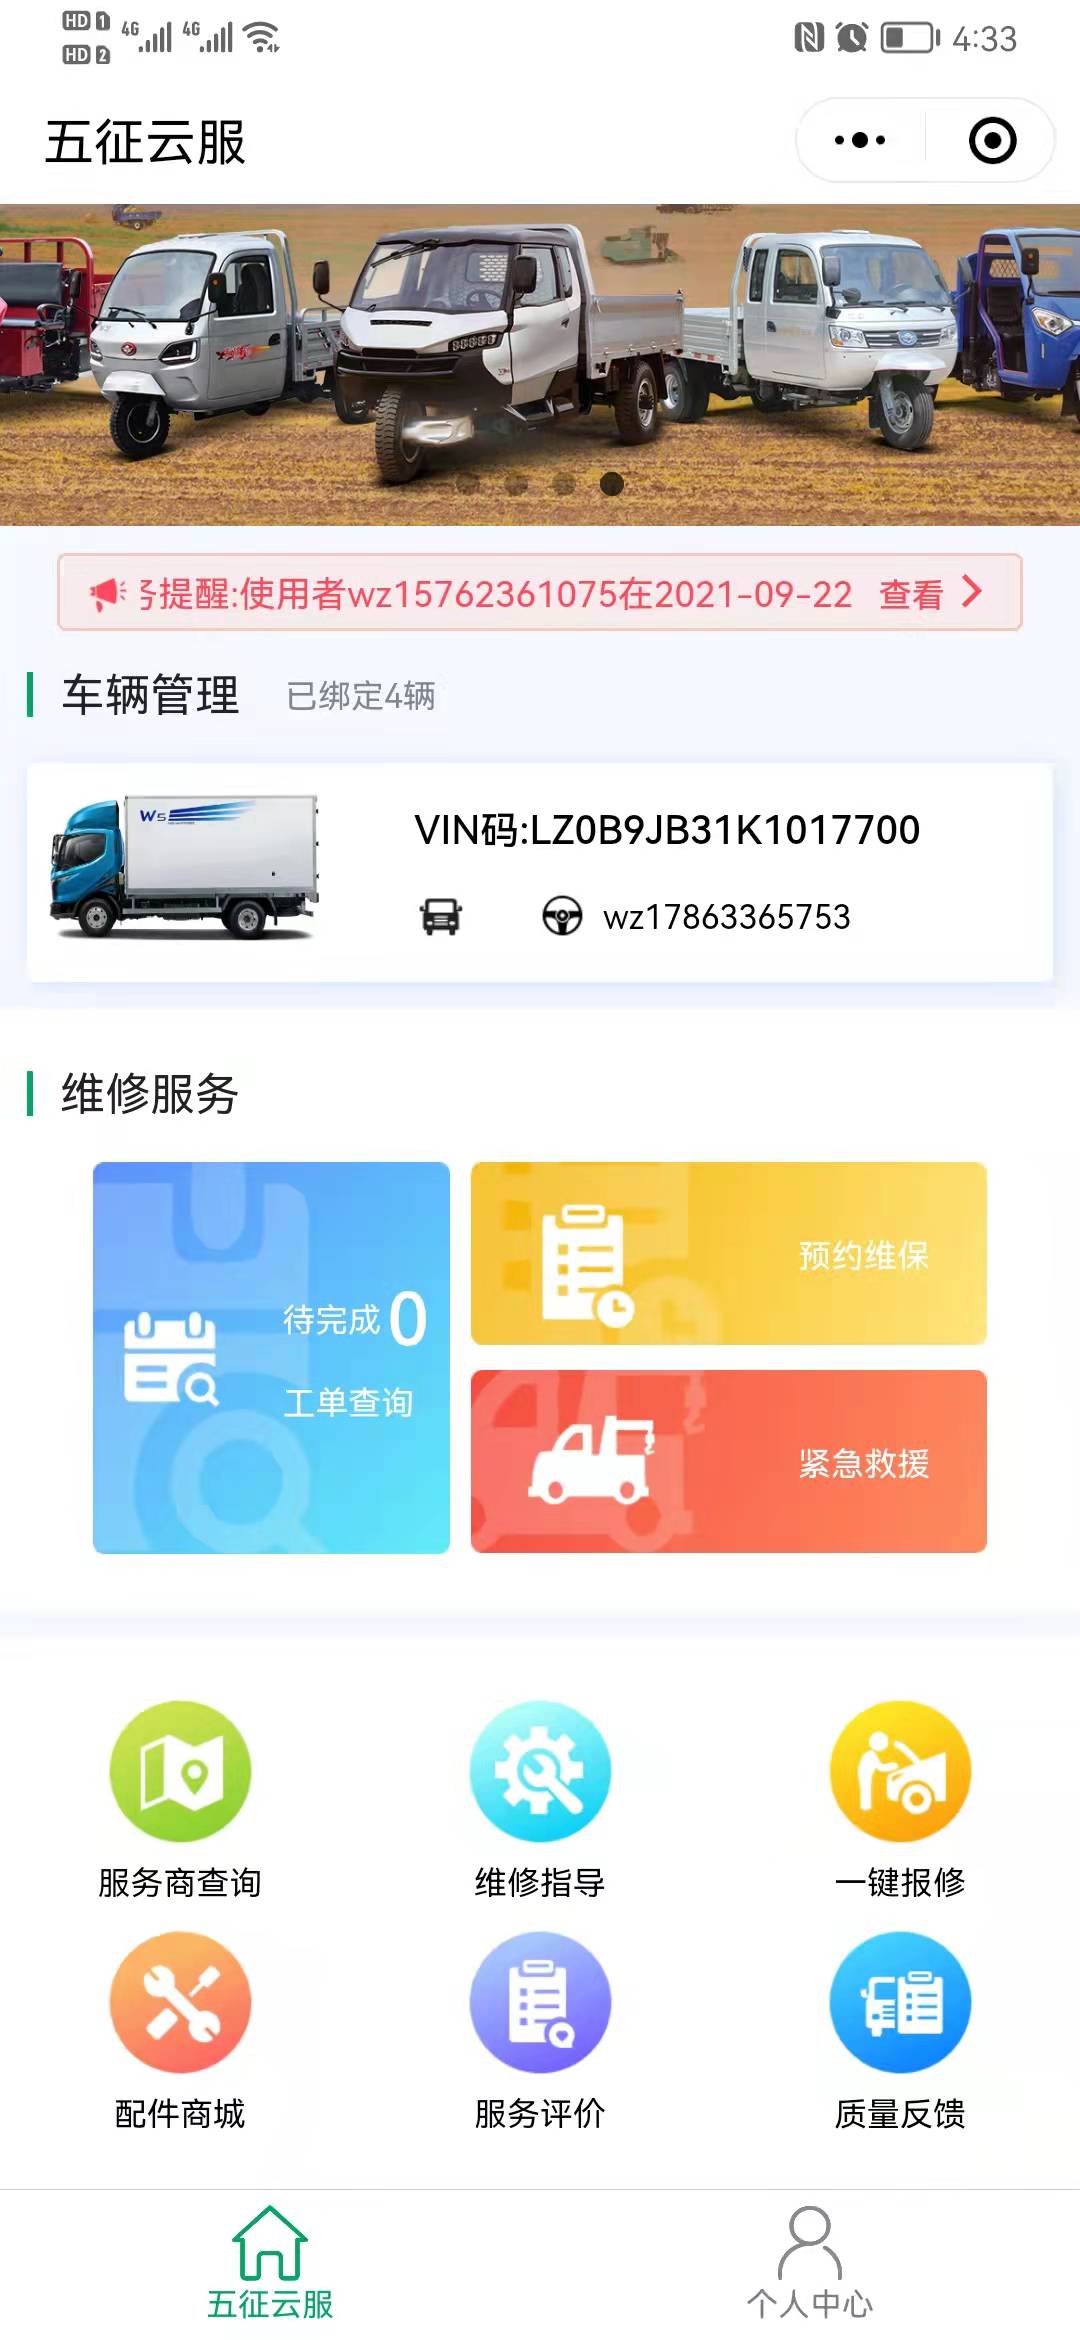 HD 1 4G 4G 4:33
HD 2
五征云服
务提醒:使用者wz15762361075在2021-09-22 查看
车辆管理 已绑定4辆
W5
VIN码:LZ0B9JB31K1017700
wz17863365753
维修服务
待完成0
工单查询
预约维保
紧急救援
服务商查询 维修指导 一键报修
配件商城 服务评价 质量反馈
五征云服 个人中心